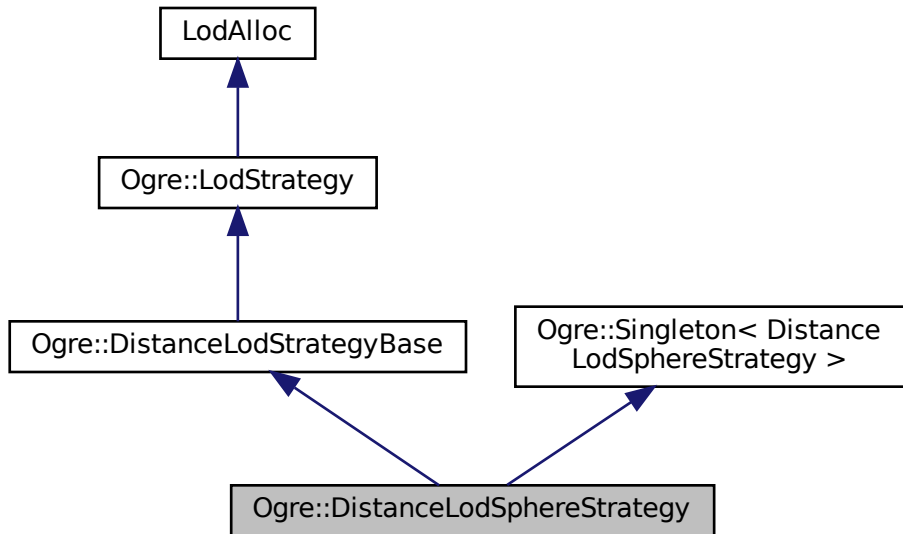 LodAlloc
Ogre::LodStrategy
Ogre::DistanceLodStrategyBase
Ogre::Singleton< Distance
LodSphereStrategy >
Ogre::DistanceLodSphereStrategy